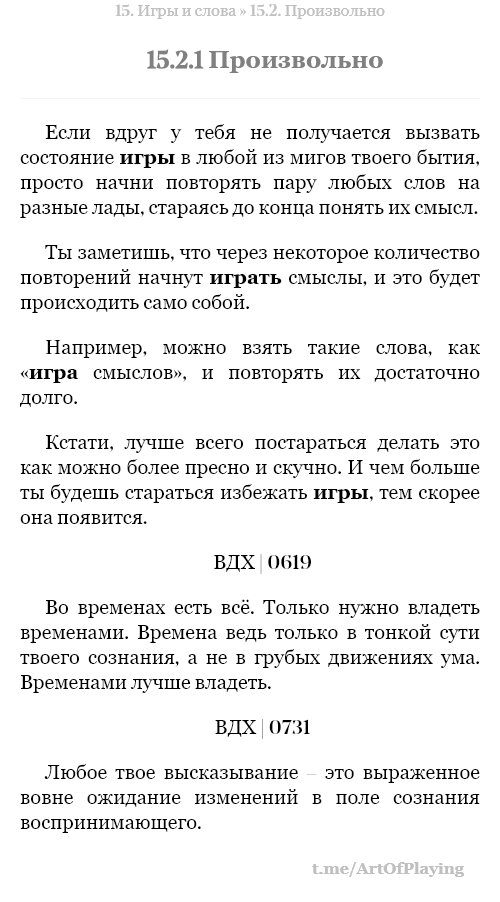 15. Игры и слова » 15.2. Произвольно
15.2.1 Произвольно
Если вдруг у тебя не получается вызвать
состояние игры в любой из мигов твоего бытия,
просто начни повторять пару любых слов на
разные лады, стараясь до конца понять их смысл.
Ты заметишь, что через некоторое количество
повторений начнут играть смыслы, и это будет
происходить само собой.
Например, можно взять такие слова, как
«игра смыслов», и повторять их достаточно
долго.
Кстати, лучше всего постараться делать это
как можно более пресно и скучно. И чем больше
ты будешь стараться избежать игры, тем скорее
она появится.
ВДХ | 0619
Во временах есть всё. Только нужно владеть
временами. Времена ведь только в тонкой сути
твоего сознания, а не в грубых движениях ума.
Временами лучше владеть.
ВДХ | 0731
Любое твое высказывание – это выраженное
вовне ожидание изменений в поле сознания
воспринимающего.
t.me/ArtOfPlaying